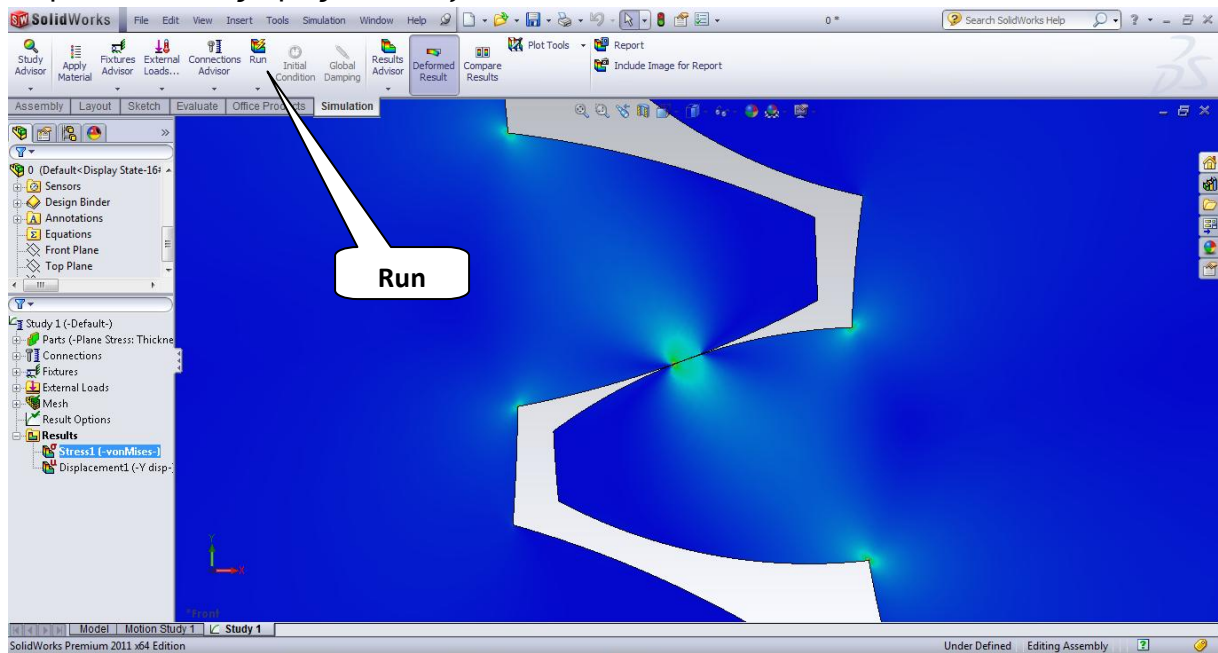 SolidWorks File Edit View Insert Tools Simulation Window Help 0 * Search SolidWorks Help
Study Advisor
Apply Material
Fixtures Advisor
External Loads...
Connections Advisor
Run
Initial Condition
Global Damping
Results Advisor
Deformed Result
Compare Results
Plot Tools
Report
Include Image for Report
Assembly Layout Sketch Evaluate Office Products Simulation
0 (Default<Display State-16#
Sensors
Design Binder
Annotations
Equations
Front Plane
Top Plane
Run
Study 1 (-Default-)
Parts (-Plane Stress: Thickne
Connections
Fixtures
External Loads
Mesh
Result Options
Results
Stress1 (-vonMises-)
Displacement1 (-Y disp-
Y
X
*Front
Model Motion Study 1 Study 1
SolidWorks Premium 2011 x64 Edition Under Defined Editing Assembly